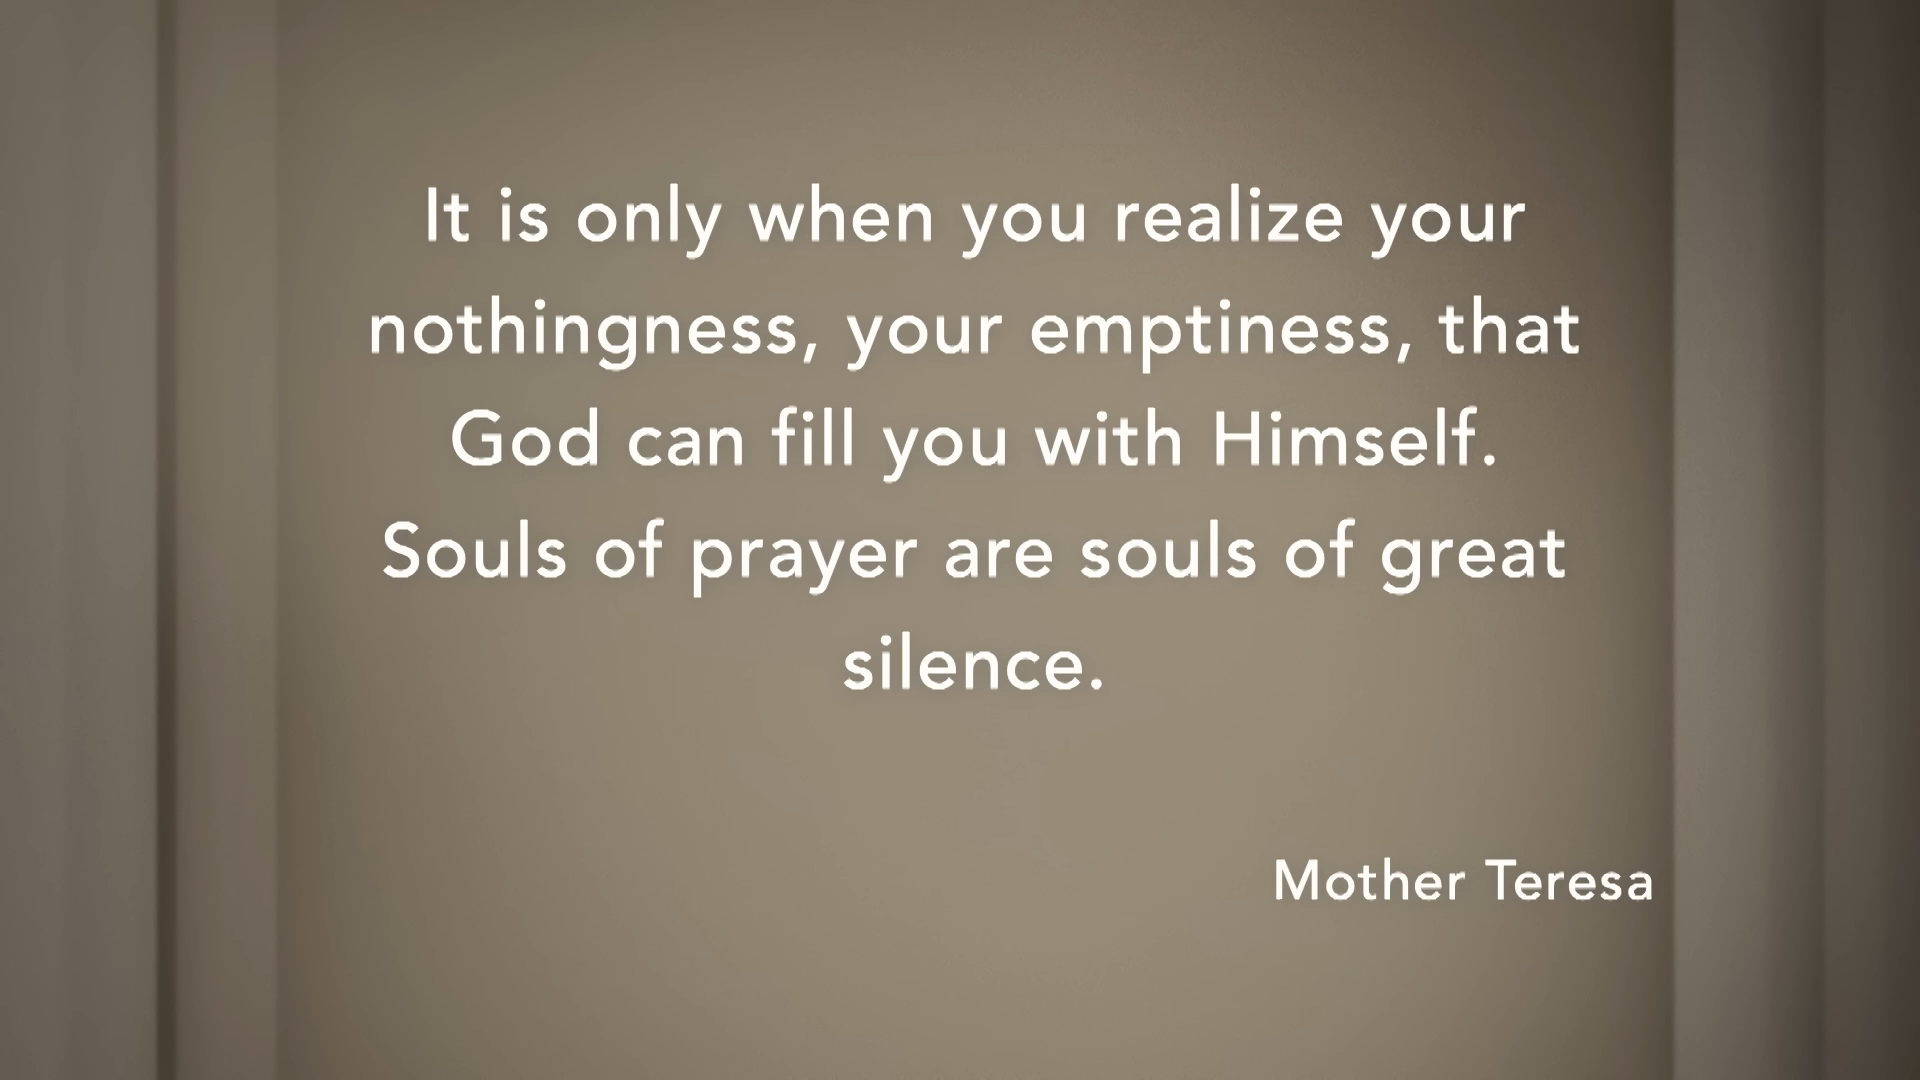 It is only when you realize your
nothingness, your emptiness, that
God can fill you with Himself.
Souls of prayer are souls of great
silence.
Mother Teresa